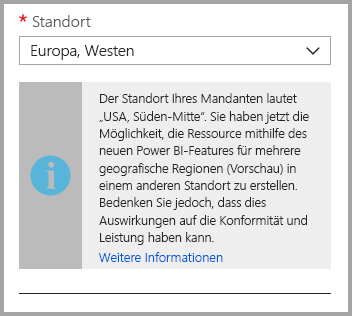 * Standort
Europa, Westen
Der Standort Ihres Mandanten lautet
„USA, Süden-Mitte“. Sie haben jetzt die
Möglichkeit, die Ressource mithilfe des
neuen Power BI-Features für mehrere
geografische Regionen (Vorschau) in
einem anderen Standort zu erstellen.
Bedenken Sie jedoch, dass dies
Auswirkungen auf die Konformität und
Leistung haben kann.
Weitere Informationen